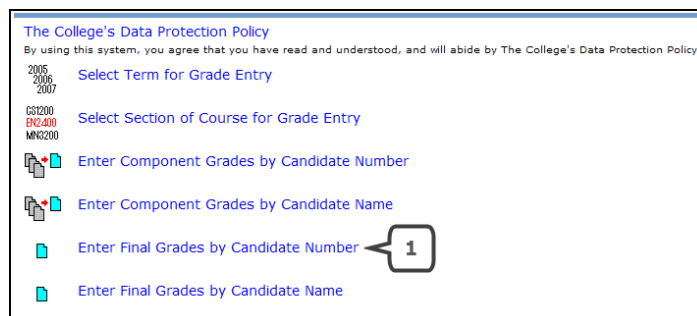 The College's Data Protection Policy
By using this system, you agree that you have read and understood, and will abide by The College's Data Protection Policy
2005
2006
2007
Select Term for Grade Entry
CS1200
EN2400
MN3200
Select Section of Course for Grade Entry
Enter Component Grades by Candidate Number
Enter Component Grades by Candidate Name
Enter Final Grades by Candidate Number
1
Enter Final Grades by Candidate Name